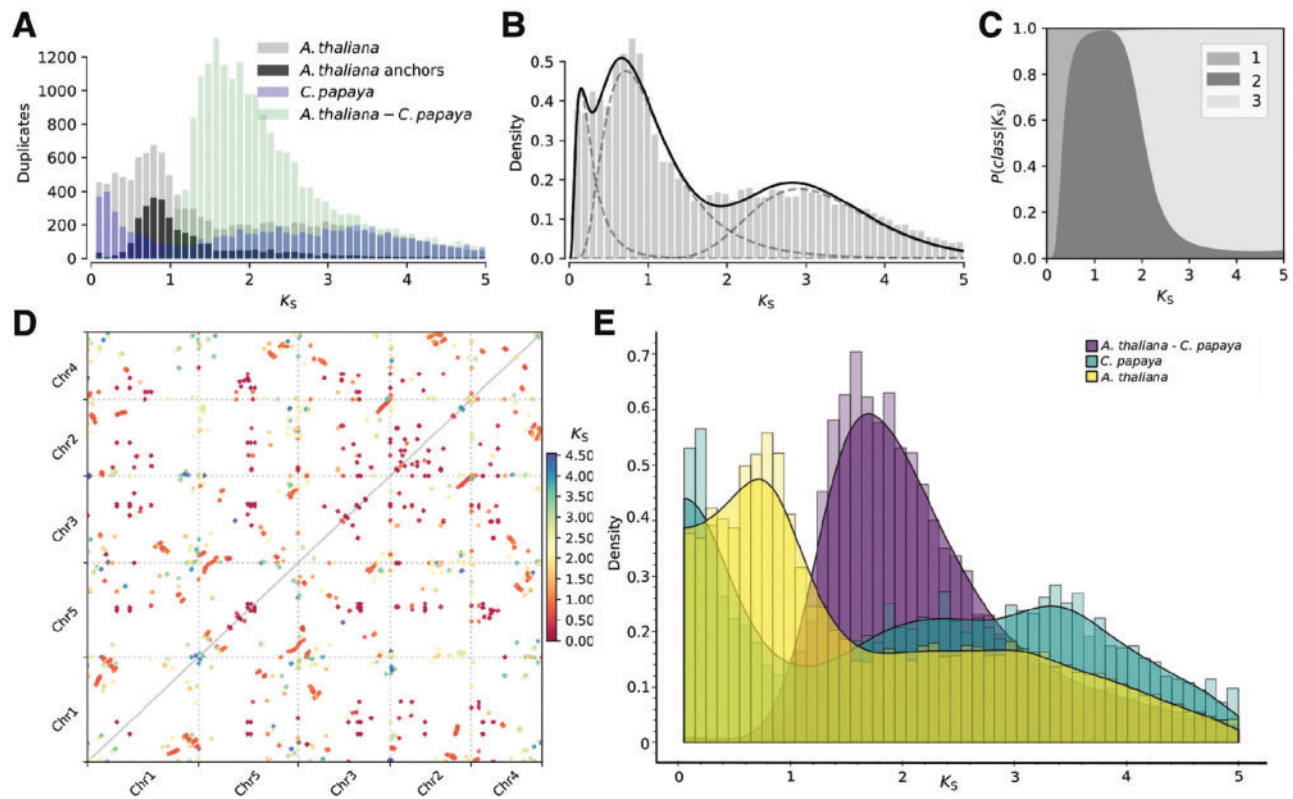 A
A. thaliana
A. thaliana anchors
C. papaya
A. thaliana – C. papaya
1200
1000
800
600
400
200
0
Duplicates
0 1 2 3 4 5
KS
B
0.5
0.4
0.3
0.2
0.1
0.0
Density
0 1 2 3 4 5
KS
C
1.0
0.8
0.6
0.4
0.2
0.0
P(class|KS)
1
2
3
0 1 2 3 4 5
KS
D
Chr4
Chr2
Chr3
Chr5
Chr1
Chr1 Chr5 Chr3 Chr2 Chr4
KS
4.50
4.00
3.50
3.00
2.50
2.00
1.50
1.00
0.50
0.00
E
A. thaliana - C. papaya
C. papaya
A. thaliana
0.7
0.6
0.5
0.4
0.3
0.2
0.1
0
Density
0 1 2 3 4 5
KS